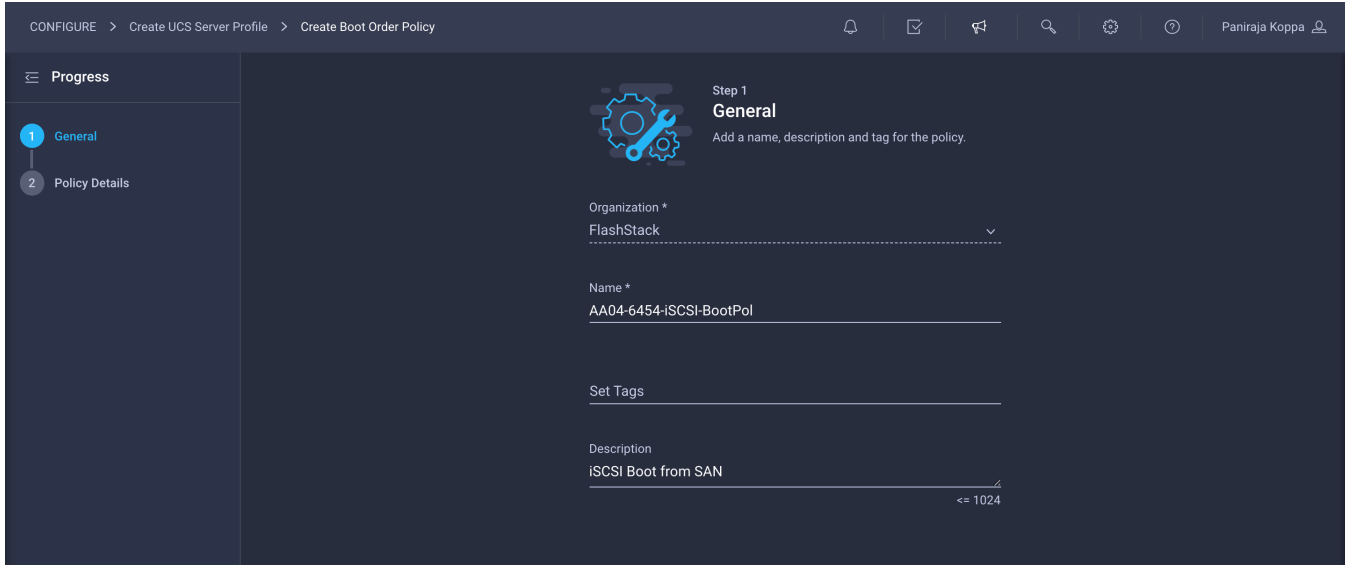 CONFIGURE > Create UCS Server Profile > Create Boot Order Policy
Paniraja Koppa
Progress
1 General
2 Policy Details
Step 1
General
Add a name, description and tag for the policy.
Organization *
FlashStack
Name *
AA04-6454-iSCSI-BootPol
Set Tags
Description
iSCSI Boot from SAN
<= 1024